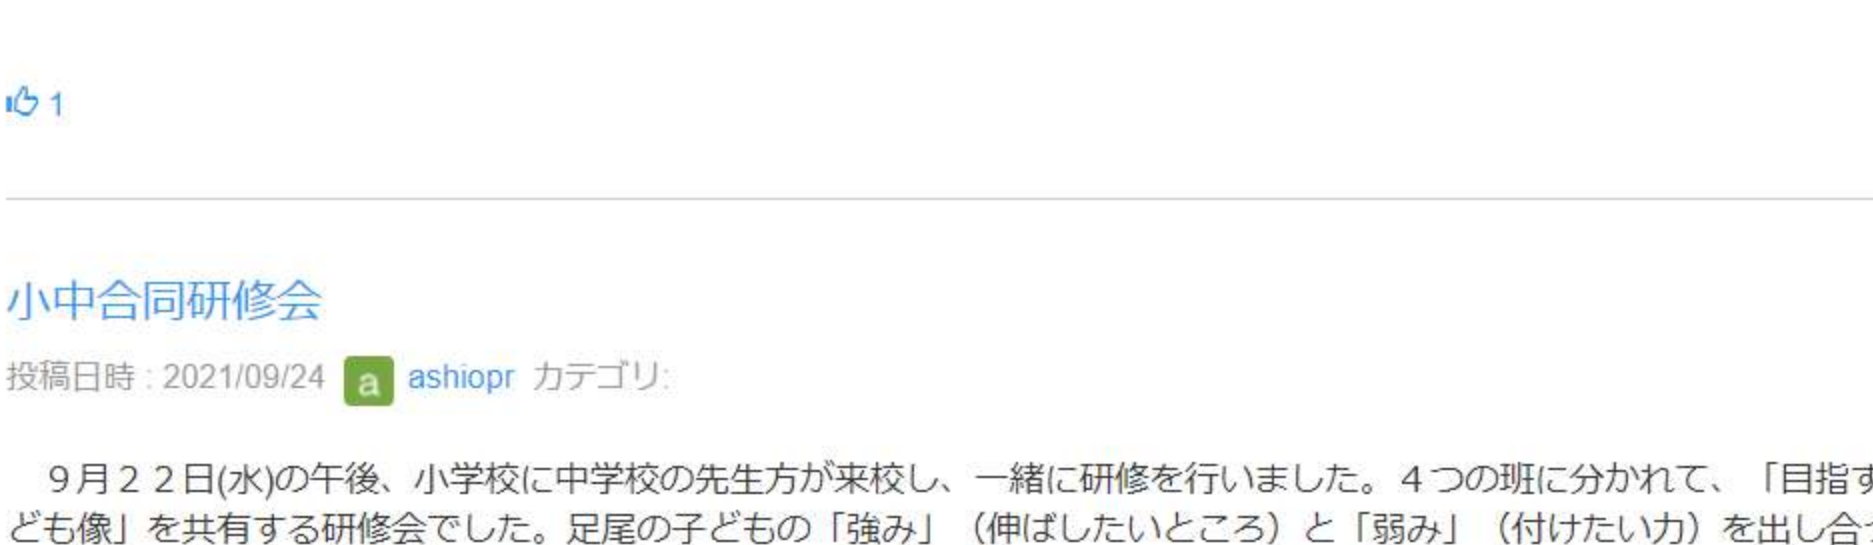 1
小中合同研修会
投稿日時 : 2021/09/24 a ashiopr カテゴリ:
　９月２２日(水)の午後、小学校に中学校の先生方が来校し、一緒に研修を行いました。４つの班に分かれて、「目指す
ども像」を共有する研修会でした。足尾の子どもの「強み」（伸ばしたいところ）と「弱み」（付けたい力）を出し合